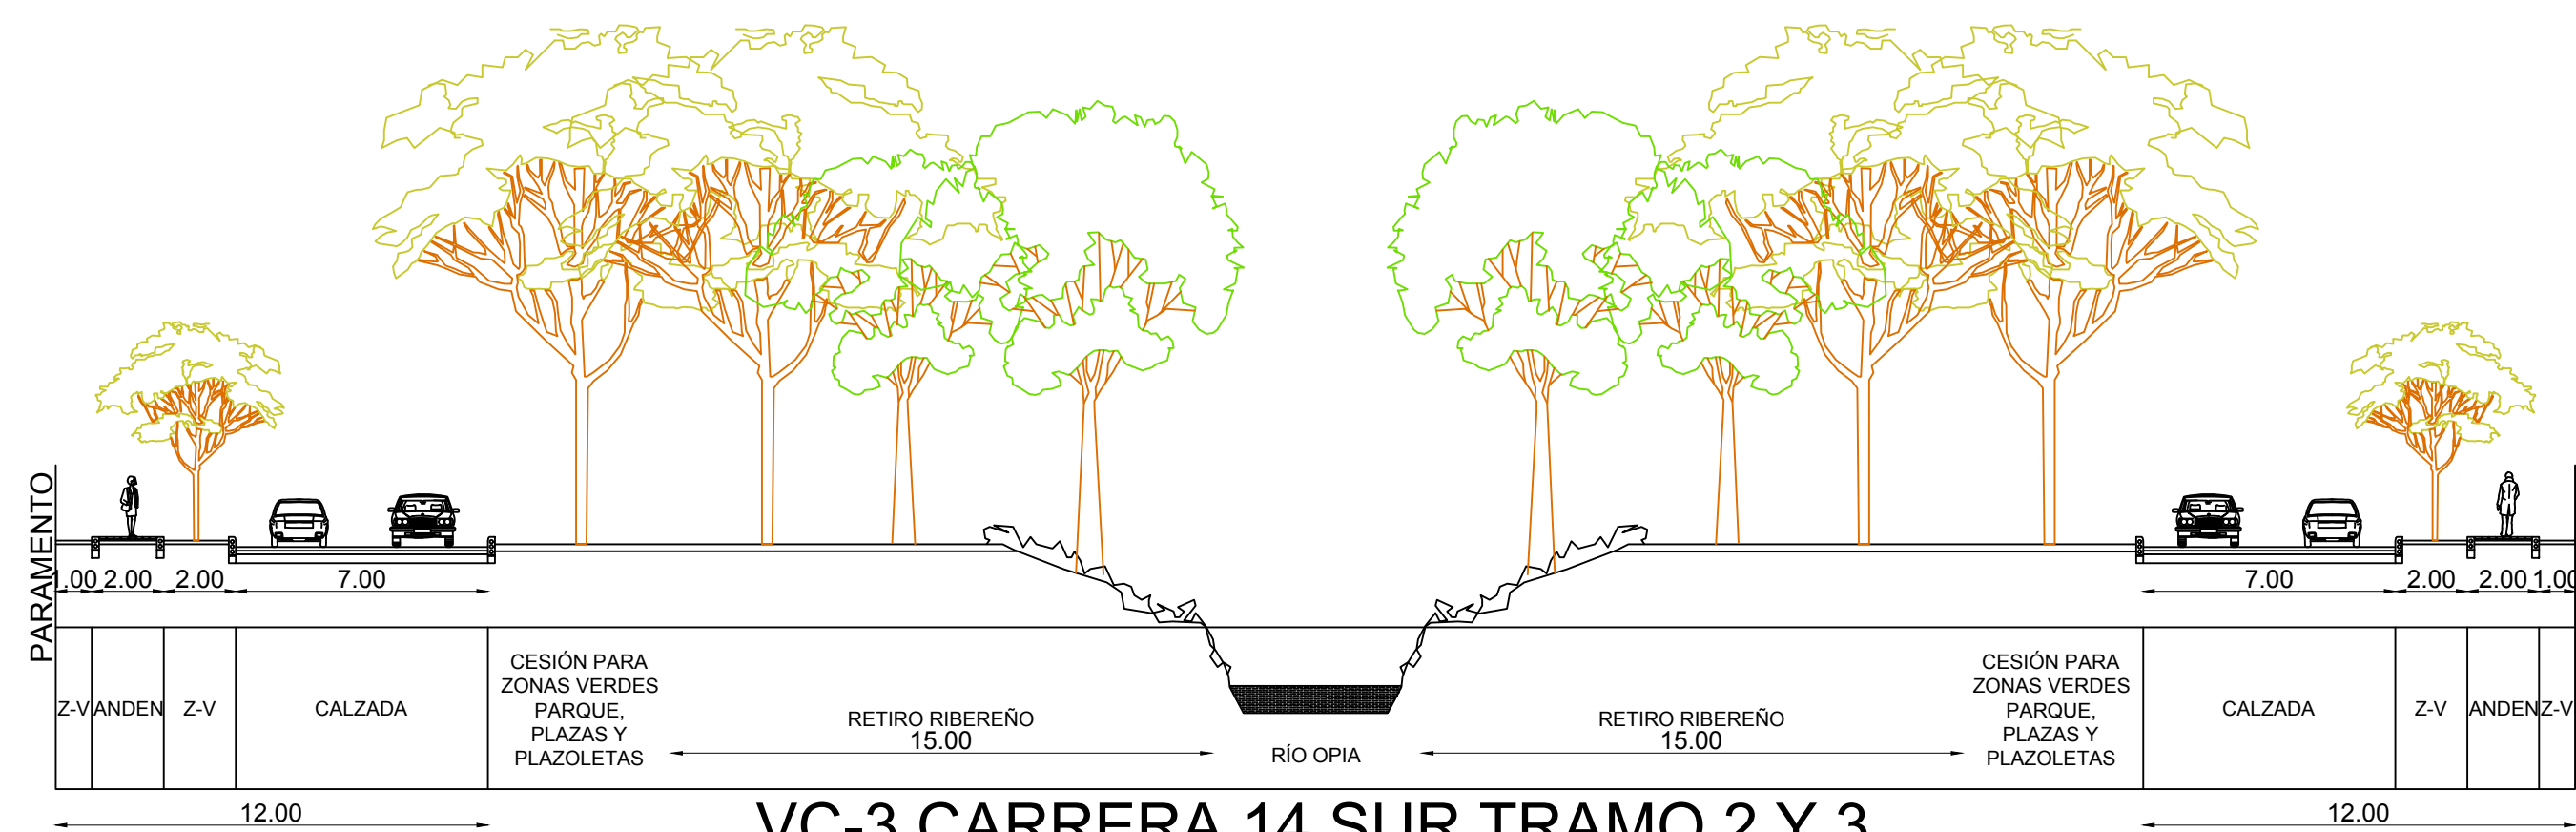 PARAMENTO
1.00 2.00 2.00 7.00
7.00 2.00 2.00 1.00
Z-V ANDEN Z-V CALZADA
CESIÓN PARA
ZONAS VERDES
PARQUE,
PLAZAS Y
PLAZOLETAS
RETIRO RIBEREÑO
15.00
RÍO OPIA
RETIRO RIBEREÑO
15.00
CESIÓN PARA
ZONAS VERDES
PARQUE,
PLAZAS Y
PLAZOLETAS
CALZADA Z-V ANDEN Z-V
12.00
12.00
VC-3 CARRERA 14 SUR TRAMO 2 Y 3